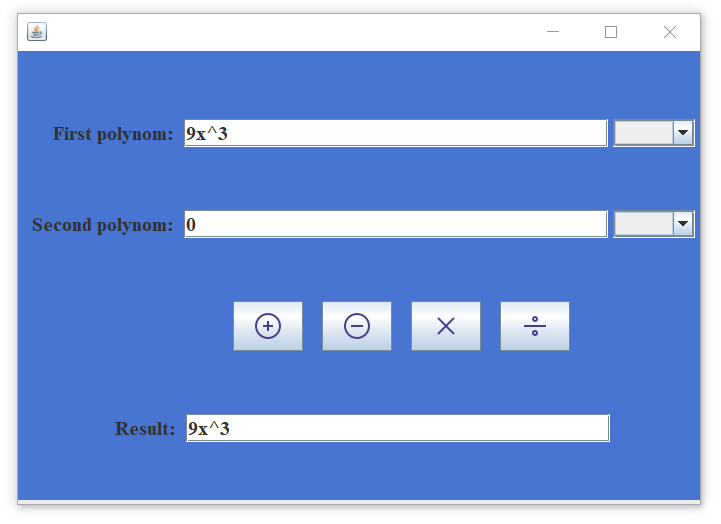 First polynom: 9x^3
Second polynom: 0
Result: 9x^3